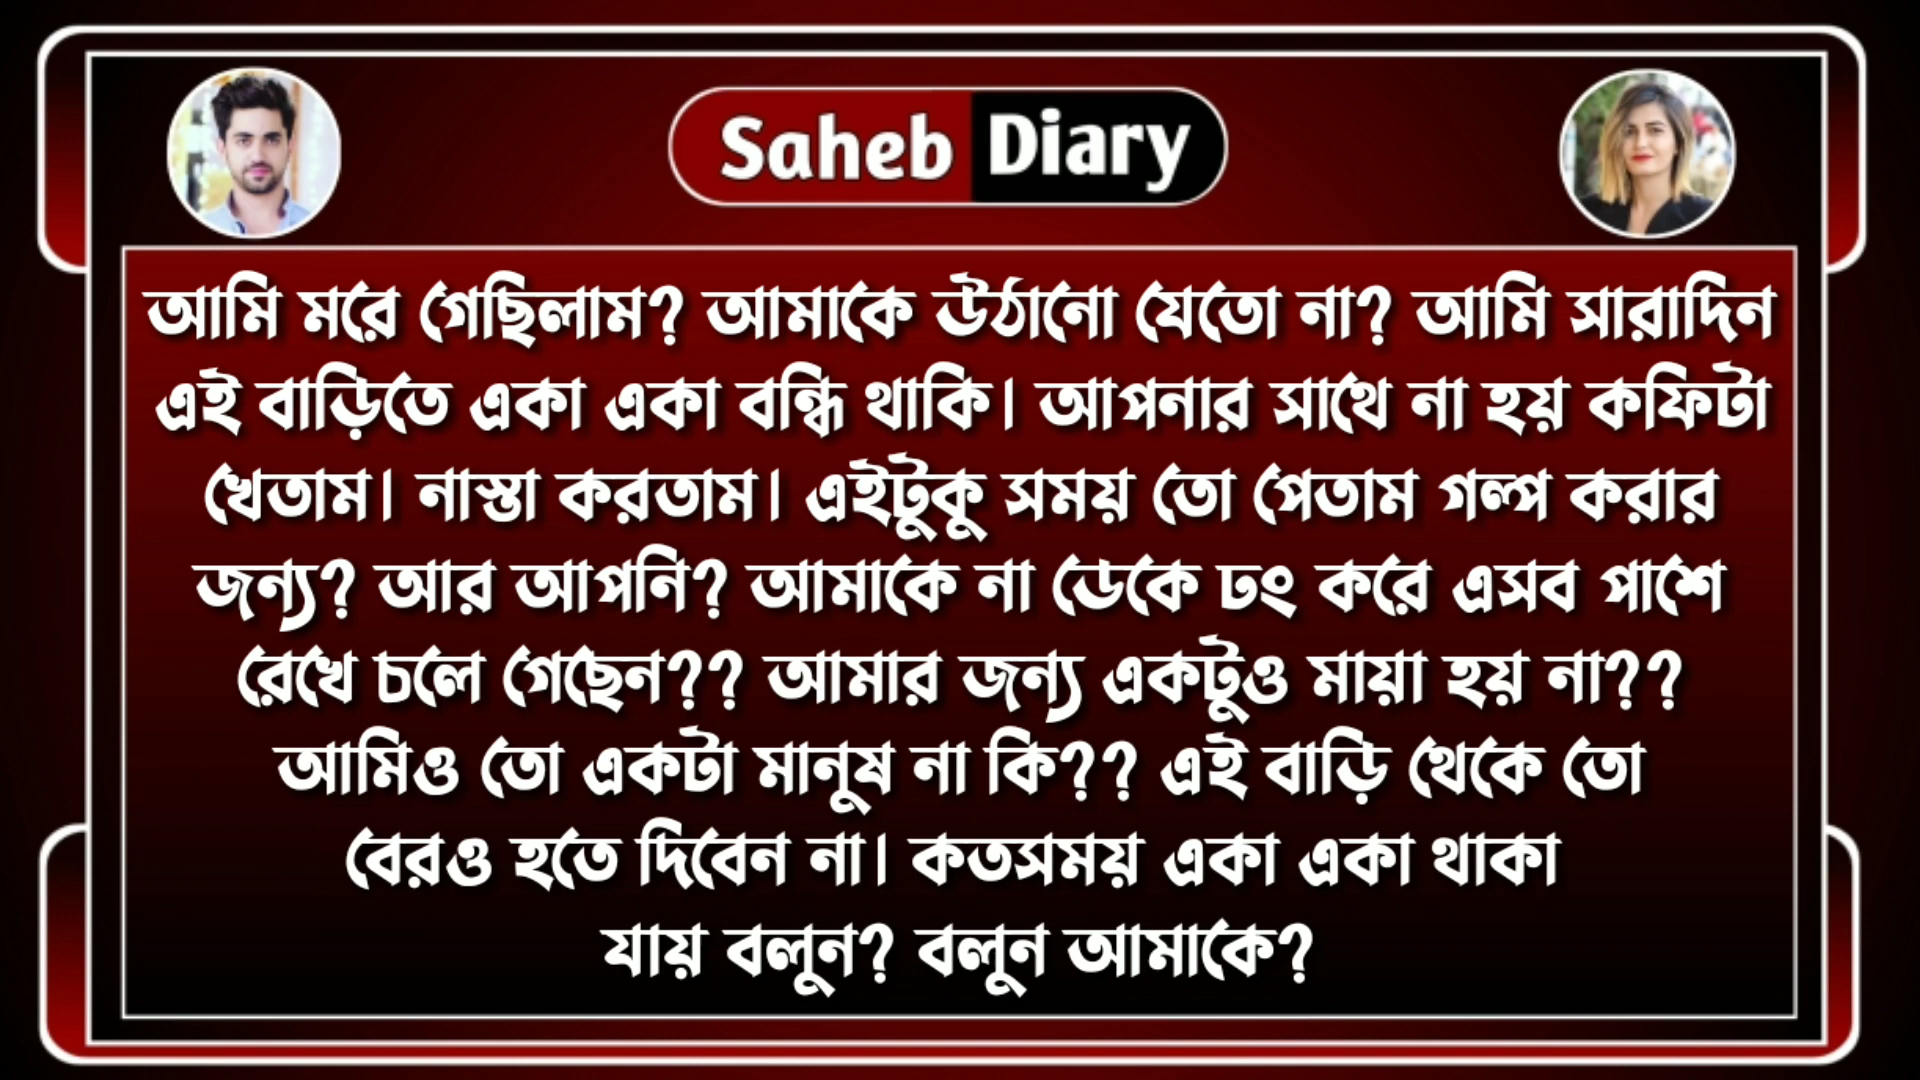 Saheb Diary
আমি মরে গেছিলাম? আমাকে উঠানো যেতো না? আমি সারাদিন
এই বাড়িতে একা একা বন্ধি থাকি। আপনার সাথে না হয় কফিটা
খেতাম। নাস্তা করতাম। এইটুকু সময় তো পেতাম গল্প করার
জন্য? আর আপনি? আমাকে না ডেকে ঢং করে এসব পাশে
রেখে চলে গেছেন?? আমার জন্য একটুও মায়া হয় না??
আমিও তো একটা মানুষ না কি?? এই বাড়ি থেকে তো
বেরও হতে দিবেন না। কতসময় একা একা থাকা
যায় বলুন? বলুন আমাকে?